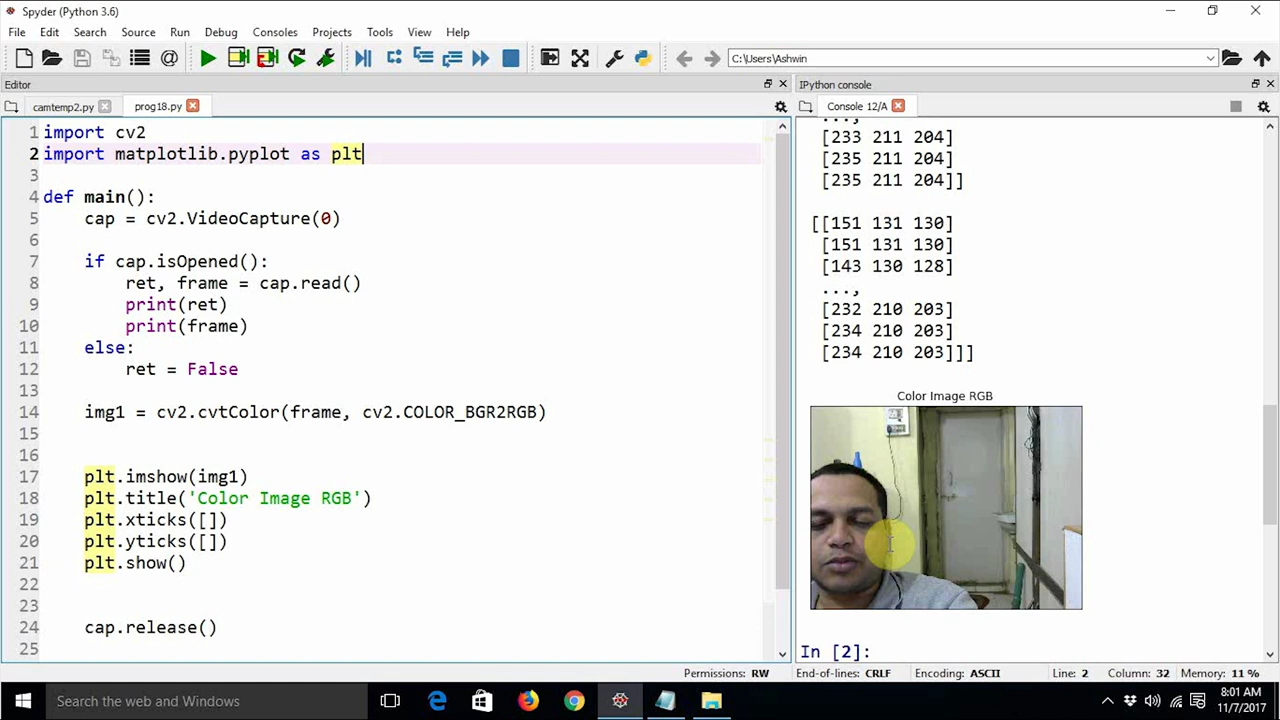 Spyder (Python 3.6)
File Edit Search Source Run Debug Consoles Projects Tools View Help
C:\Users\Ashwin
Editor
camtemp2.py
prog18.py
1 import cv2
2 import matplotlib.pyplot as plt
3
4 def main():
5 cap = cv2.VideoCapture(0)
6
7 if cap.isOpened():
8 ret, frame = cap.read()
9 print(ret)
10 print(frame)
11 else:
12 ret = False
13
14 img1 = cv2.cvtColor(frame, cv2.COLOR_BGR2RGB)
15
16
17 plt.imshow(img1)
18 plt.title('Color Image RGB')
19 plt.xticks([])
20 plt.yticks([])
21 plt.show()
22
23
24 cap.release()
25
IPython console
Console 12/A
...,
[233 211 204]
[235 211 204]
[235 211 204]]
[[151 131 130]
[151 131 130]
[143 130 128]
...,
[232 210 203]
[234 210 203]
[234 210 203]]]
Color Image RGB
In [2]:
Permissions: RW End-of-lines: CRLF Encoding: ASCII Line: 2 Column: 32 Memory: 11 %
Search the web and Windows
8:01 AM
11/7/2017